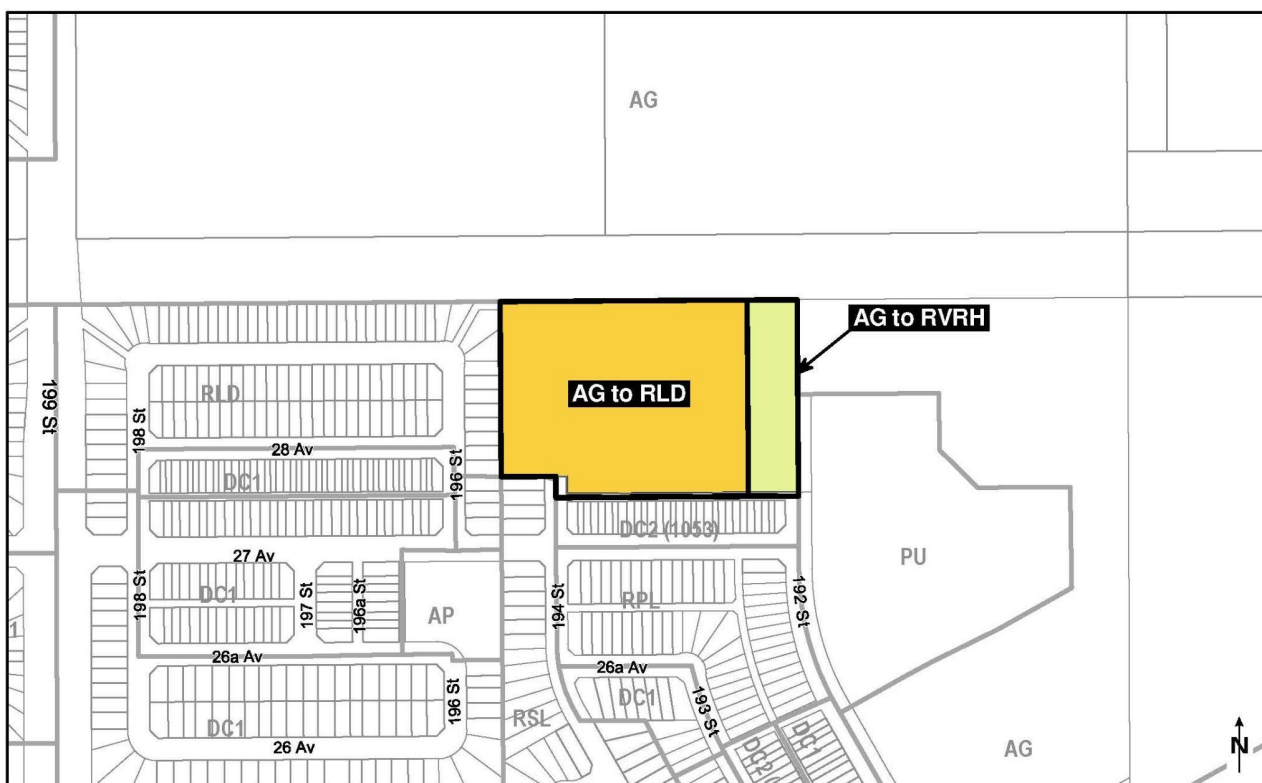 AG
AG to RVRH
AG to RLD
RLD
199 St
198 St
28 Av
196 St
DC1
DC2 (1053)
27 Av
PU
198 St
DC1
197 St
196a St
AP
194 St
RPL
192 St
26a Av
26a Av
DC1
193 St
196 St
RSL
DC1
DC2 (
DC1
26 Av
AG
N